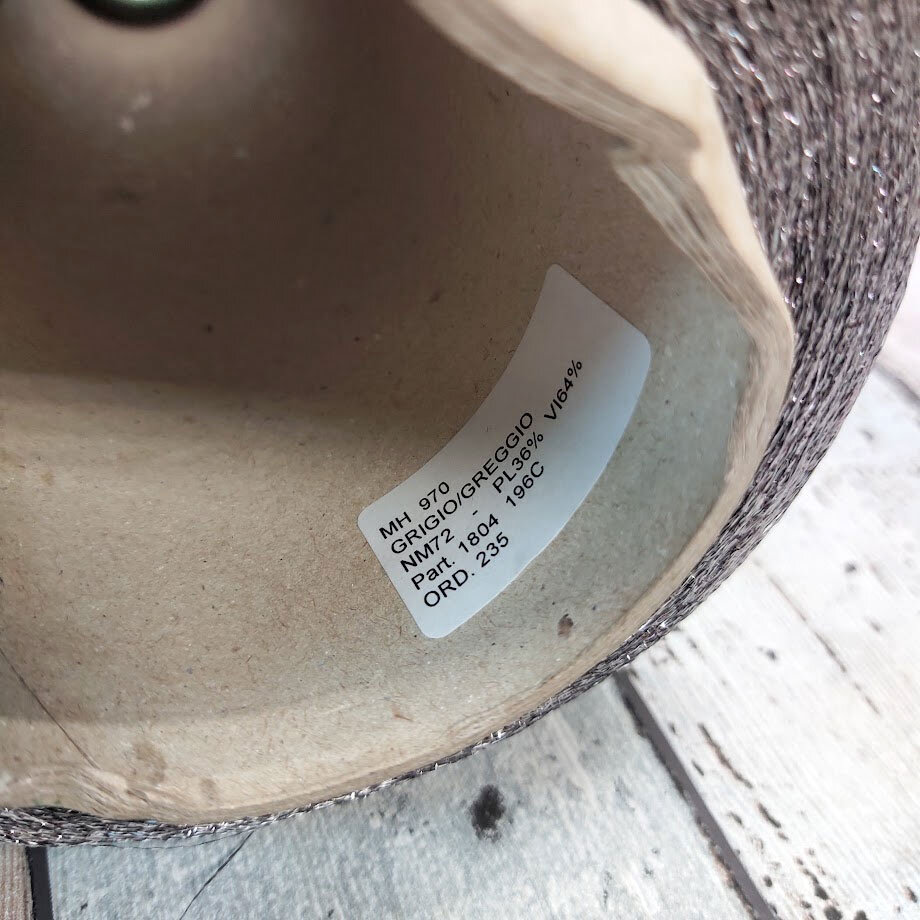 MH 970
GRIGIO/GREGGIO
NM72 - PL36% VI64%
Part. 1804 196C
ORD. 235